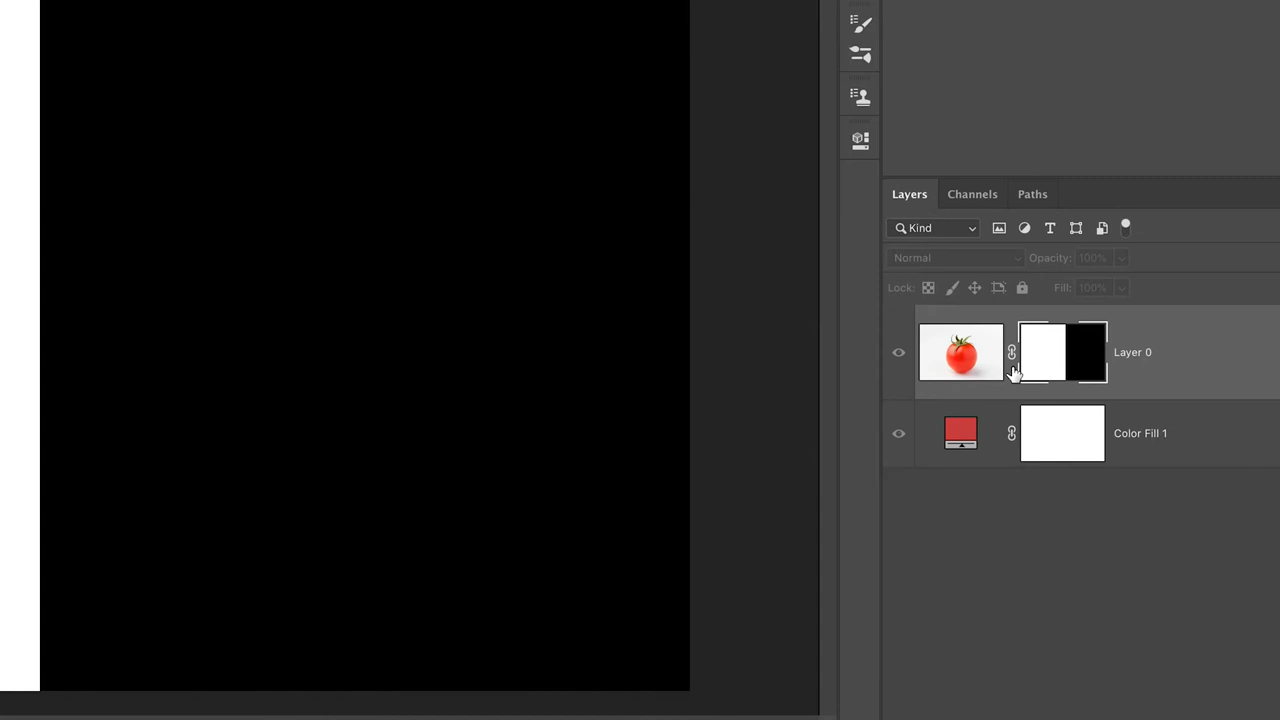 Layers Channels Paths
Kind
Normal Opacity: 100%
Lock: Fill: 100%
Layer 0
Color Fill 1